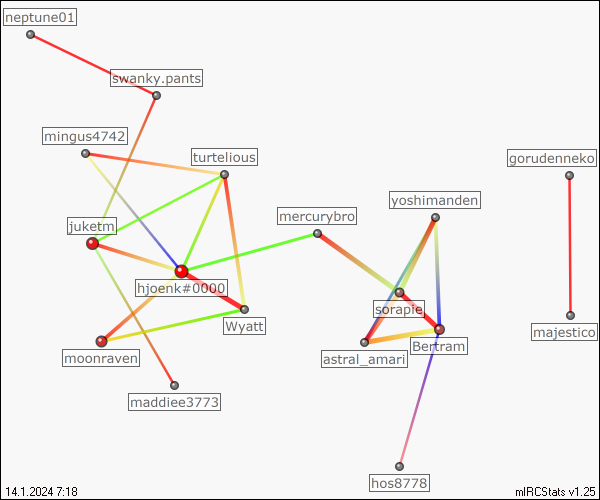 neptune01
swanky.pants
mingus4742
turtelious
gorudenneko
yoshimanden
mercurybro
juketm
hjoenk#0000
sorapie
Wyatt
majestico
Bertram
moonraven
astral_amari
maddiee3773
hos8778
14.1.2024 7:18
mIRCStats v1.25